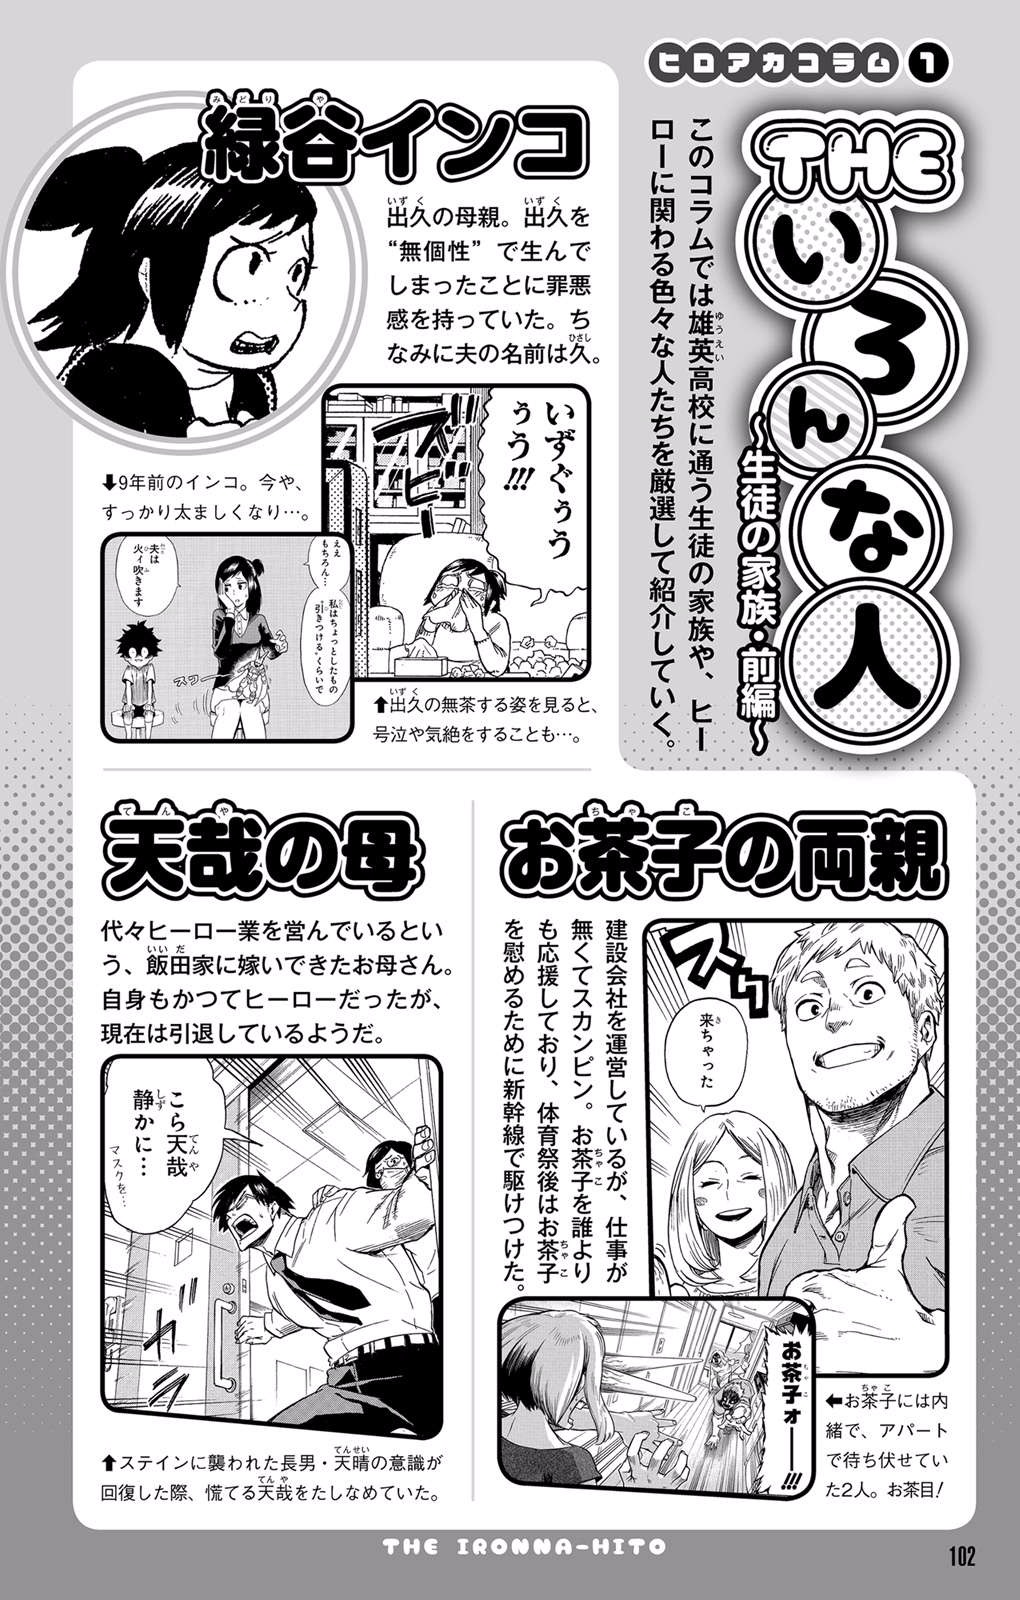 ヒロアカコラム1
THEいろんな人
～生徒の家族・前編～
このコラムでは雄英高校に通う生徒の家族や、ヒー
ローに関わる色々な人たちを厳選して紹介していく。
緑谷インコ
出久の母親。出久を
“無個性”で生んで
しまったことに罪悪
感を持っていた。ち
なみに夫の名前は久。
いずぐぅぅ
ぅぅ!!!
ズビビ
⬆出久の無茶する姿を見ると、
号泣や気絶をすることも…。
⬇9年前のインコ。今や、
すっかり太ましくなり…。
ええ
もちろん…
私はちょっとしたもの
引きつけるくらいで
夫は
火ィ吹きます
スゥー
お茶子の両親
建設会社を運営しているが、仕事が
無くてスカンピン。お茶子を誰より
も応援しており、体育祭後はお茶子
を慰めるために新幹線で駆けつけた。
スクッ
来ちゃった
お茶子ォ――!!!
⬅お茶子には内
緒で、アパート
で待ち伏せてい
た2人。お茶目！
天哉の母
代々ヒーロー業を営んでいるとい
う、飯田家に嫁いできたお母さん。
自身もかつてヒーローだったが、
現在は引退しているようだ。
こら天哉
静かに…
マスクを…
⬆ステインに襲われた長男・天晴の意識が
回復した際、慌てる天哉をたしなめていた。
THE IRONNA-HITO
102